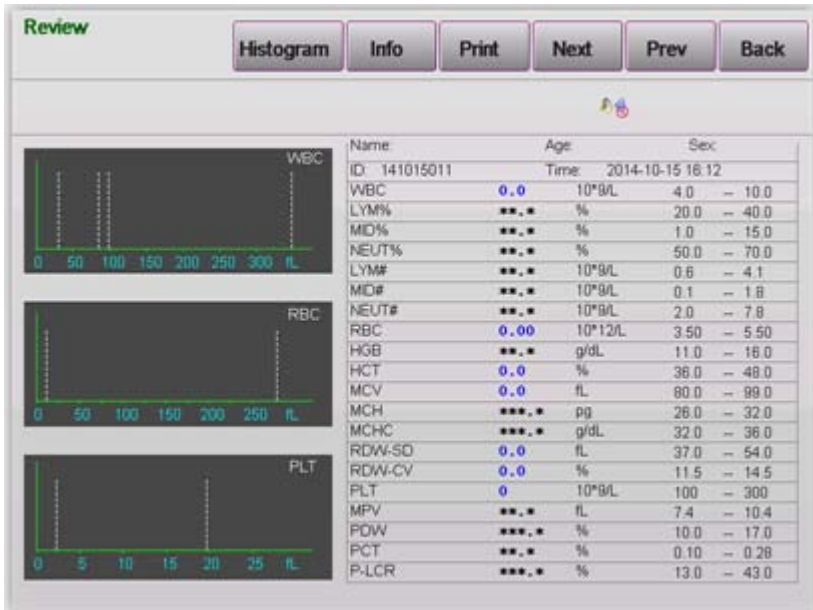 Review
Histogram Info Print Next Prev Back
WBC
0 50 100 150 200 250 300 fL
RBC
0 50 100 150 200 250 fL
PLT
0 5 10 15 20 25 fL
Name: Age: Sex:
ID: 141015011 Time: 2014-10-15 16:12
WBC 0.0 10*9/L 4.0 -- 10.0
LYM% **.* % 20.0 -- 40.0
MID% **.* % 1.0 -- 15.0
NEUT% **.* % 50.0 -- 70.0
LYM# **.* 10*9/L 0.6 -- 4.1
MID# **.* 10*9/L 0.1 -- 1.8
NEUT# **.* 10*9/L 2.0 -- 7.8
RBC 0.00 10*12/L 3.50 -- 5.50
HGB **.* g/dL 11.0 -- 16.0
HCT 0.0 % 36.0 -- 48.0
MCV 0.0 fL 80.0 -- 99.0
MCH ***.* pg 26.0 -- 32.0
MCHC ***.* g/dL 32.0 -- 36.0
RDW-SD 0.0 fL 37.0 -- 54.0
RDW-CV 0.0 % 11.5 -- 14.5
PLT 0 10*9/L 100 -- 300
MPV **.* fL 7.4 -- 10.4
PDW ***.* % 10.0 -- 17.0
PCT **.* % 0.10 -- 0.28
P-LCR ***.* % 13.0 -- 43.0